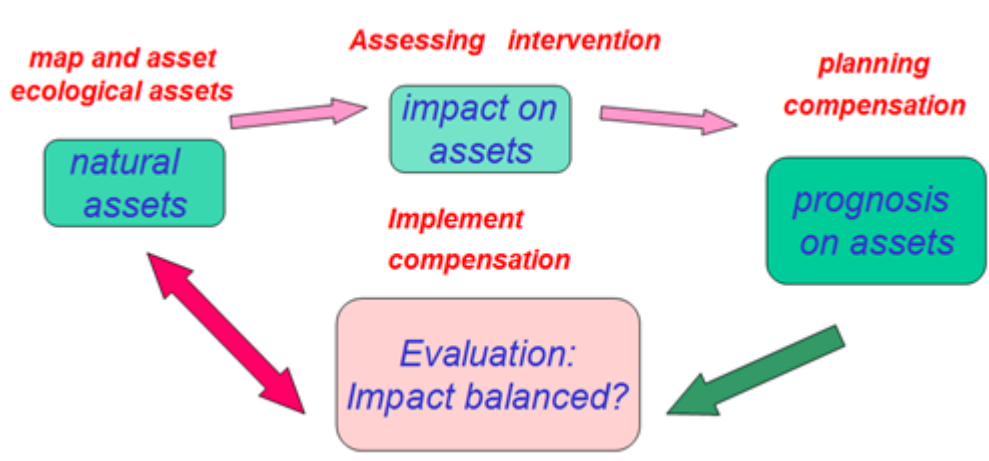 map and asset
ecological assets
natural
assets
Assessing intervention
impact on
assets
planning
compensation
prognosis
on assets
Implement
compensation
Evaluation:
Impact balanced?